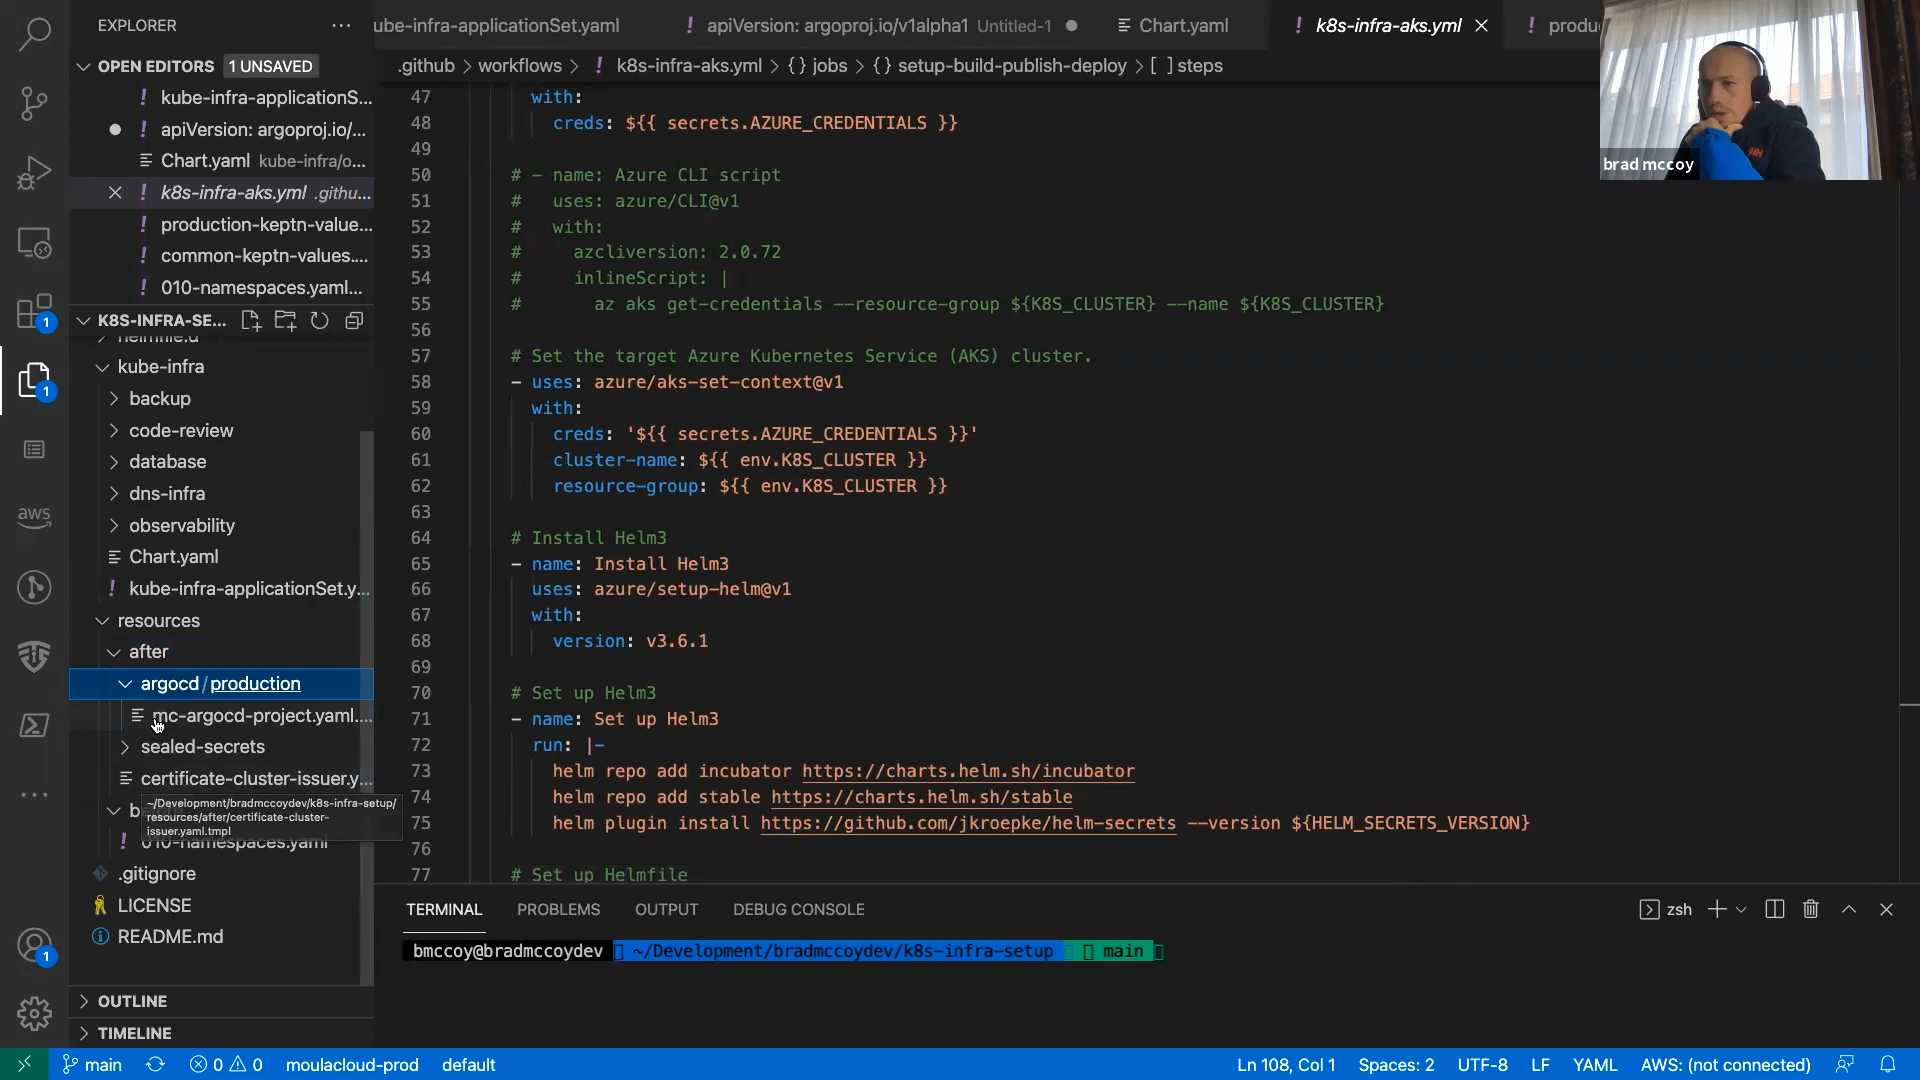 EXPLORER
kube-infra-applicationSet.yaml
apiVersion: argoproj.io/v1alpha1 Untitled-1
Chart.yaml
k8s-infra-aks.yml
brad mccoy
OPEN EDITORS 1 UNSAVED
kube-infra-applicationS...
apiVersion: argoproj.io/...
Chart.yaml kube-infra/o...
k8s-infra-aks.yml .githu...
production-keptn-value...
common-keptn-values....
010-namespaces.yaml...
K8S-INFRA-SE...
helmfile.d
kube-infra
backup
code-review
database
dns-infra
observability
Chart.yaml
kube-infra-applicationSet.y...
resources
after
argocd / production
mc-argocd-project.yaml....
sealed-secrets
certificate-cluster-issuer.y...
~/Development/bradmccoydev/k8s-infra-setup/
resources/after/certificate-cluster-
issuer.yaml.tmpl
010-namespaces.yaml
.gitignore
LICENSE
README.md
OUTLINE
TIMELINE
aws
1
1
1
.github > workflows > ! k8s-infra-aks.yml > {} jobs > {} setup-build-publish-deploy > [ ] steps
47 with:
48 creds: ${{ secrets.AZURE_CREDENTIALS }}
49
50 # - name: Azure CLI script
51 # uses: azure/CLI@v1
52 # with:
53 # azcliversion: 2.0.72
54 # inlineScript: |
55 # az aks get-credentials --resource-group ${K8S_CLUSTER} --name ${K8S_CLUSTER}
56
57 # Set the target Azure Kubernetes Service (AKS) cluster.
58 - uses: azure/aks-set-context@v1
59 with:
60 creds: '${{ secrets.AZURE_CREDENTIALS }}'
61 cluster-name: ${{ env.K8S_CLUSTER }}
62 resource-group: ${{ env.K8S_CLUSTER }}
63
64 # Install Helm3
65 - name: Install Helm3
66 uses: azure/setup-helm@v1
67 with:
68 version: v3.6.1
69
70 # Set up Helm3
71 - name: Set up Helm3
72 run: |-
73 helm repo add incubator https://charts.helm.sh/incubator
74 helm repo add stable https://charts.helm.sh/stable
75 helm plugin install https://github.com/jkroepke/helm-secrets --version ${HELM_SECRETS_VERSION}
76
77 # Set up Helmfile
TERMINAL PROBLEMS OUTPUT DEBUG CONSOLE zsh
bmccoy@bradmccoydev ~/Development/bradmccoydev/k8s-infra-setup main
main 0 0 moulacloud-prod default Ln 108, Col 1 Spaces: 2 UTF-8 LF YAML AWS: (not connected)